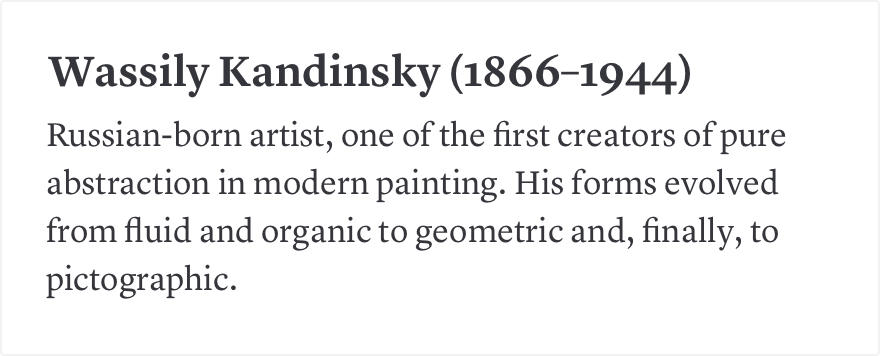 Wassily Kandinsky (1866–1944)
Russian-born artist, one of the first creators of pure
abstraction in modern painting. His forms evolved
from fluid and organic to geometric and, finally, to
pictographic.